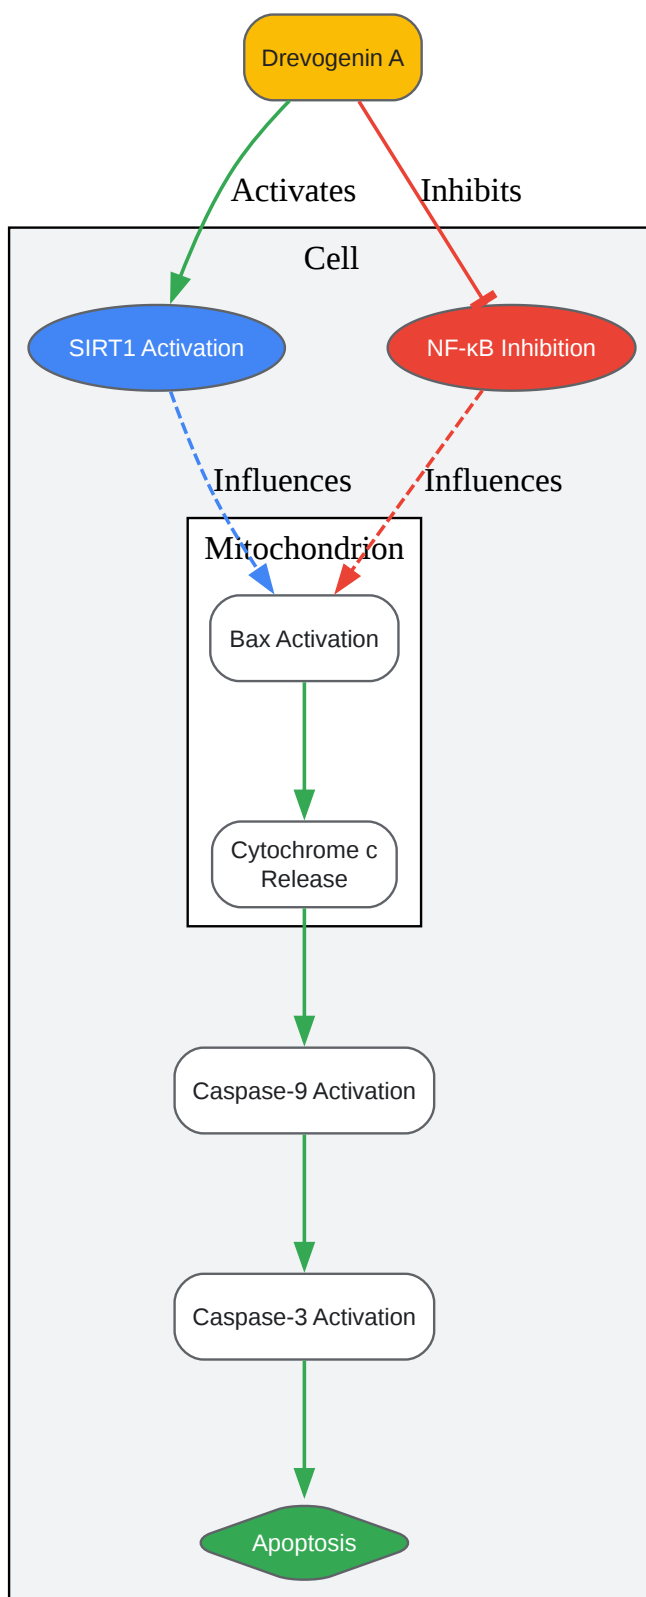 Drevogenin A
Activates
Inhibits
Cell
SIRT1 Activation
NF-κB Inhibition
Influences
Influences
Mitochondrion
Bax Activation
Cytochrome c
Release
Caspase-9 Activation
Caspase-3 Activation
Apoptosis